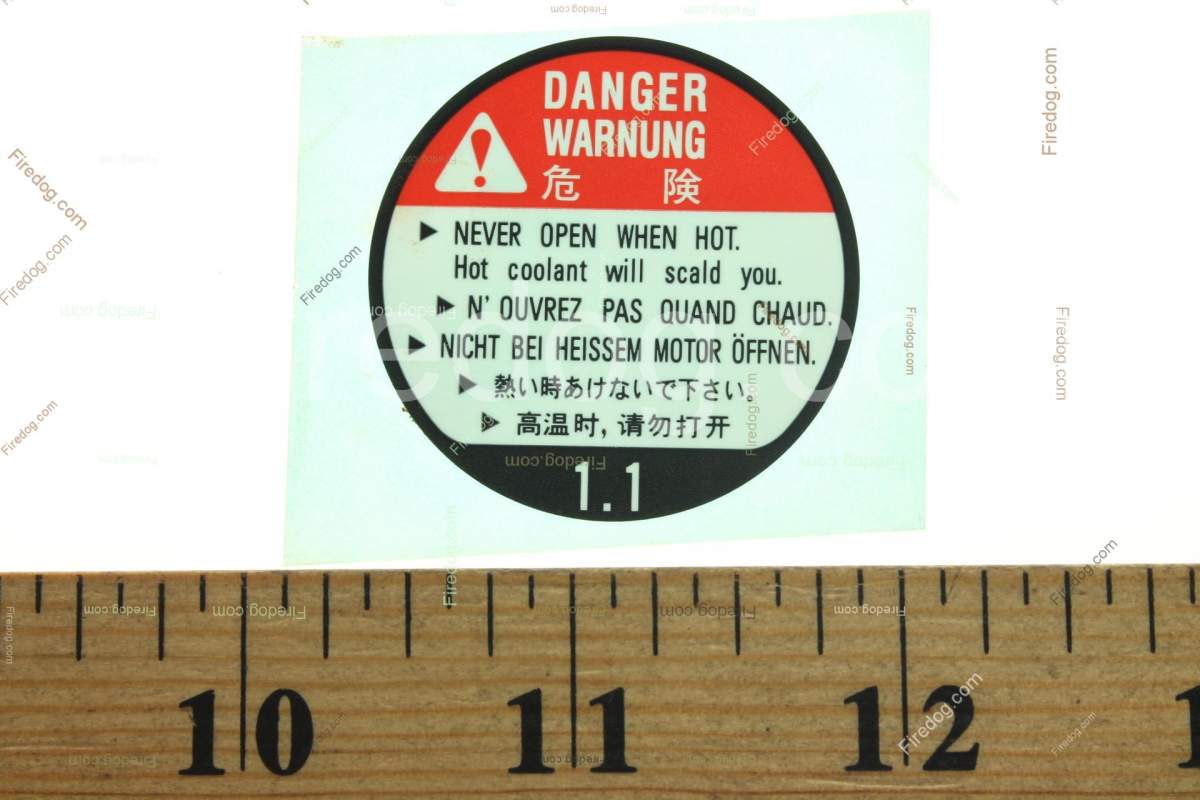 DANGER
WARNUNG
危 険
▶ NEVER OPEN WHEN HOT.
Hot coolant will scald you.
▶ N' OUVREZ PAS QUAND CHAUD.
▶ NICHT BEI HEISSEM MOTOR ÖFFNEN.
▶ 熱い時あけないで下さい。
▶ 高温时, 请勿打开
1.1
10 11 12
Firedog.com